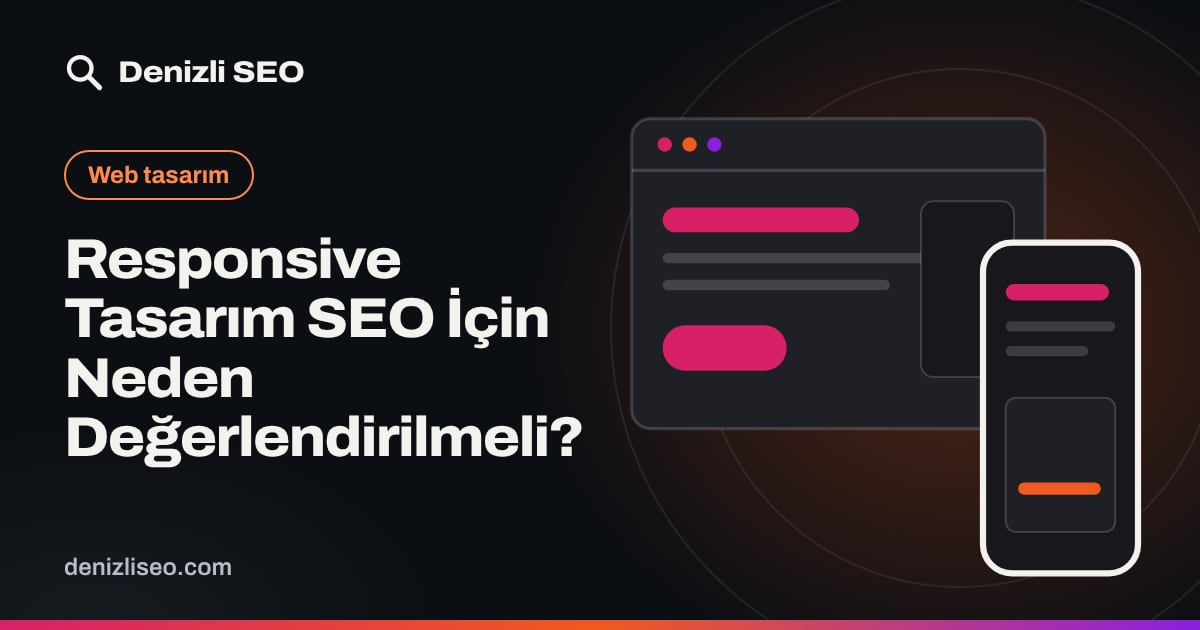 Denizli SEO
Web tasarım
Responsive
Tasarım SEO İçin
Neden
Değerlendirilmeli?
denizliseo.com